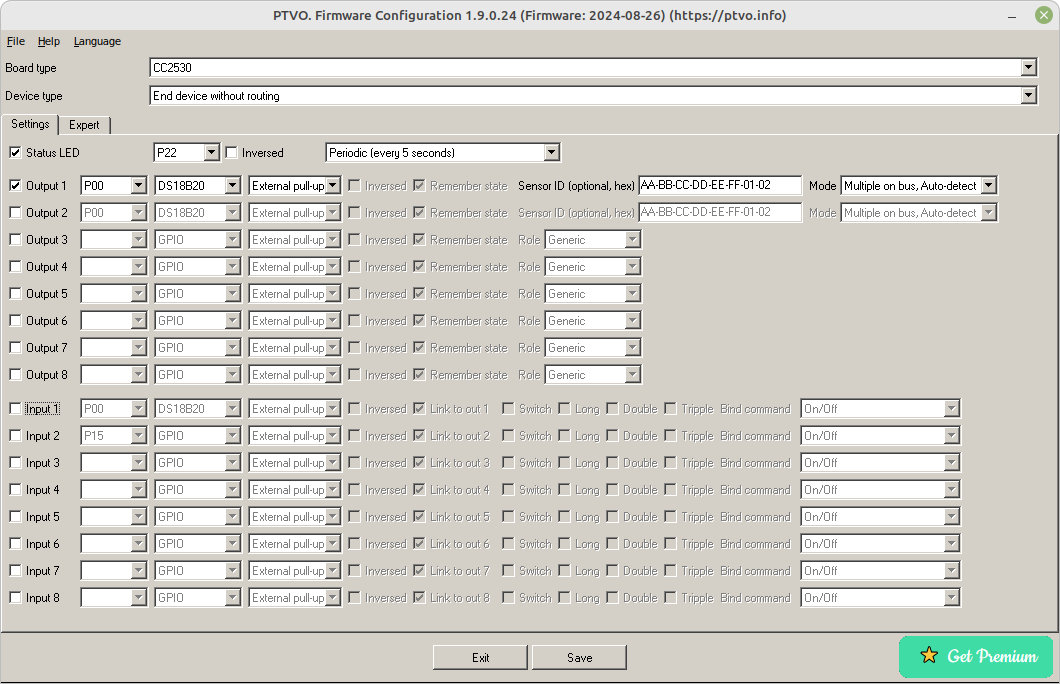 PTVO. Firmware Configuration 1.9.0.24 (Firmware: 2024-08-26) (https://ptvo.info)
File Help Language
Board type CC2530
Device type End device without routing
Settings Expert
Status LED P22 Inversed Periodic (every 5 seconds)
Output 1 P00 DS18B20 External pull-up Inversed Remember state Sensor ID (optional, hex) AA-BB-CC-DD-EE-FF-01-02 Mode Multiple on bus, Auto-detect
Output 2 P00 DS18B20 External pull-up Inversed Remember state Sensor ID (optional, hex) AA-BB-CC-DD-EE-FF-01-02 Mode Multiple on bus, Auto-detect
Output 3 GPIO External pull-up Inversed Remember state Role Generic
Output 4 GPIO External pull-up Inversed Remember state Role Generic
Output 5 GPIO External pull-up Inversed Remember state Role Generic
Output 6 GPIO External pull-up Inversed Remember state Role Generic
Output 7 GPIO External pull-up Inversed Remember state Role Generic
Output 8 GPIO External pull-up Inversed Remember state Role Generic
Input 1 P00 DS18B20 External pull-up Inversed Link to out 1 Switch Long Double Tripple Bind command On/Off
Input 2 P15 GPIO External pull-up Inversed Link to out 2 Switch Long Double Tripple Bind command On/Off
Input 3 GPIO External pull-up Inversed Link to out 3 Switch Long Double Tripple Bind command On/Off
Input 4 GPIO External pull-up Inversed Link to out 4 Switch Long Double Tripple Bind command On/Off
Input 5 GPIO External pull-up Inversed Link to out 5 Switch Long Double Tripple Bind command On/Off
Input 6 GPIO External pull-up Inversed Link to out 6 Switch Long Double Tripple Bind command On/Off
Input 7 GPIO External pull-up Inversed Link to out 7 Switch Long Double Tripple Bind command On/Off
Input 8 GPIO External pull-up Inversed Link to out 8 Switch Long Double Tripple Bind command On/Off
Exit Save Get Premium